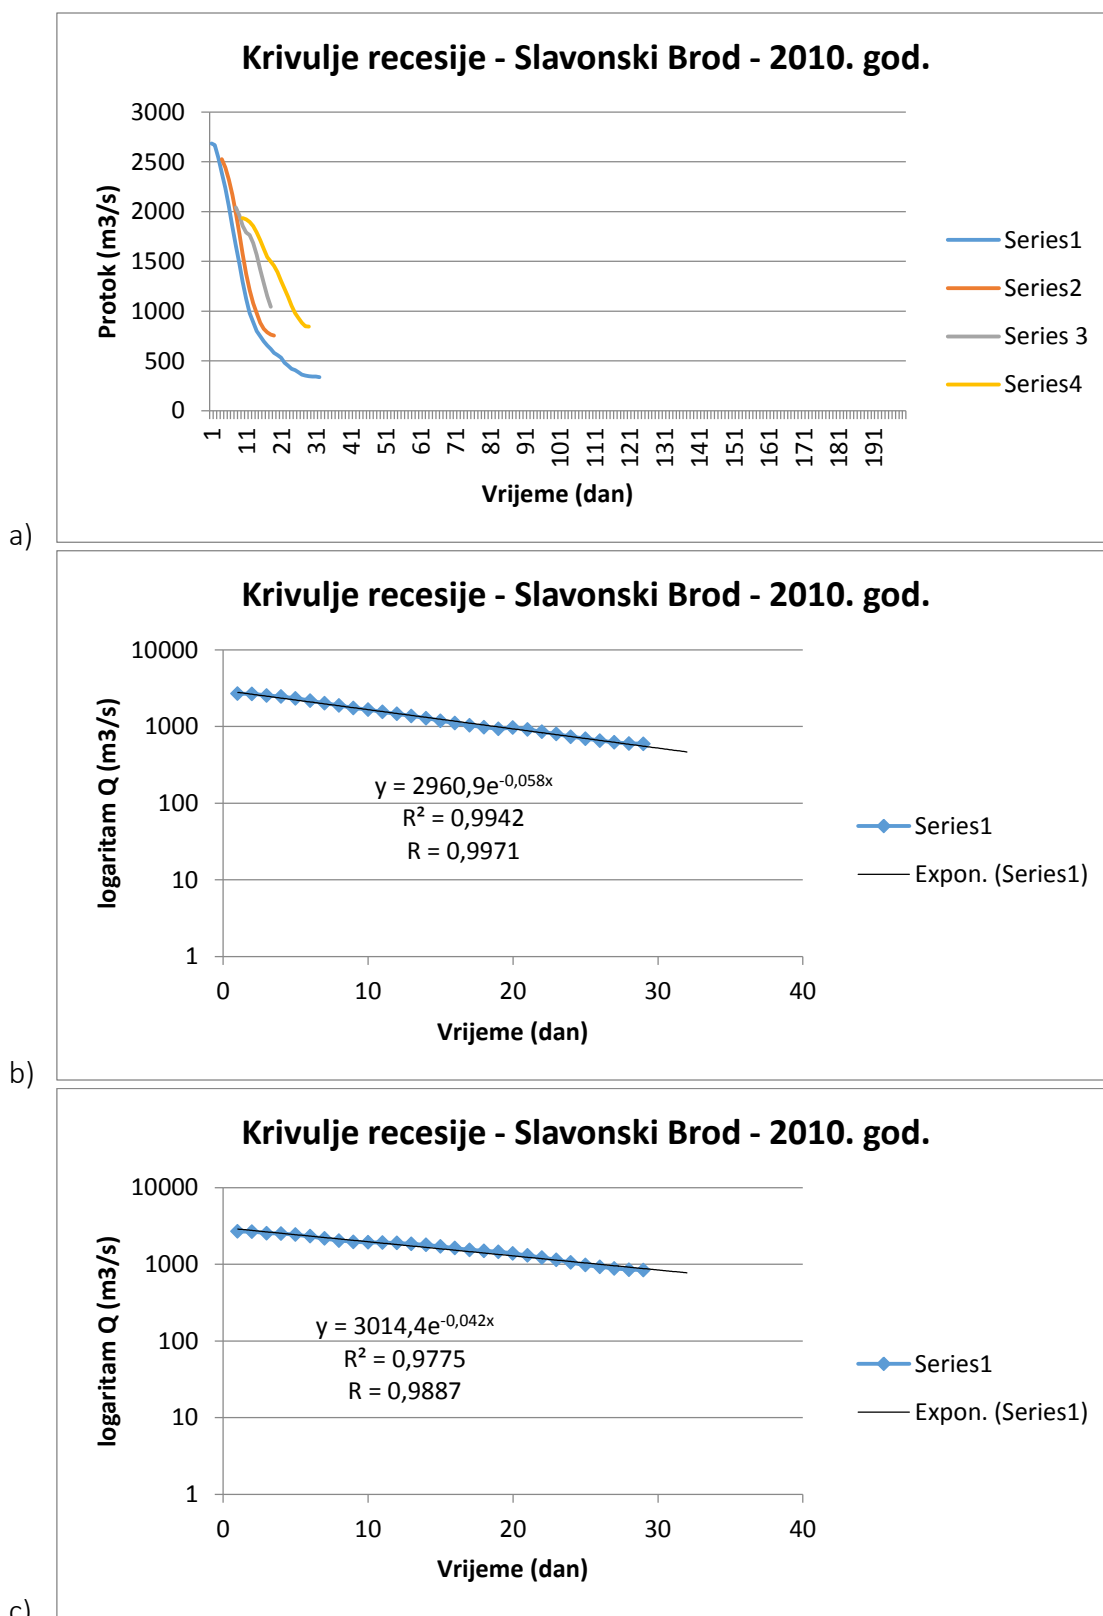 Krivulje recesije - Slavonski Brod - 2010. god.
3000
2500
2000
1500
1000
500
0
Protok (m3/s)
1 11 21 31 41 51 61 71 81 91 101 111 121 131 141 151 161 171 181 191
Vrijeme (dan)
Series1
Series2
Series 3
Series4
a)
Krivulje recesije - Slavonski Brod - 2010. god.
10000
1000
100
10
1
logaritam Q (m3/s)
y = 2960,9e^-0,058x
R² = 0,9942
R = 0,9971
0 10 20 30 40
Vrijeme (dan)
Series1
Expon. (Series1)
b)
Krivulje recesije - Slavonski Brod - 2010. god.
10000
1000
100
10
1
logaritam Q (m3/s)
y = 3014,4e^-0,042x
R² = 0,9775
R = 0,9887
0 10 20 30 40
Vrijeme (dan)
Series1
Expon. (Series1)
c)